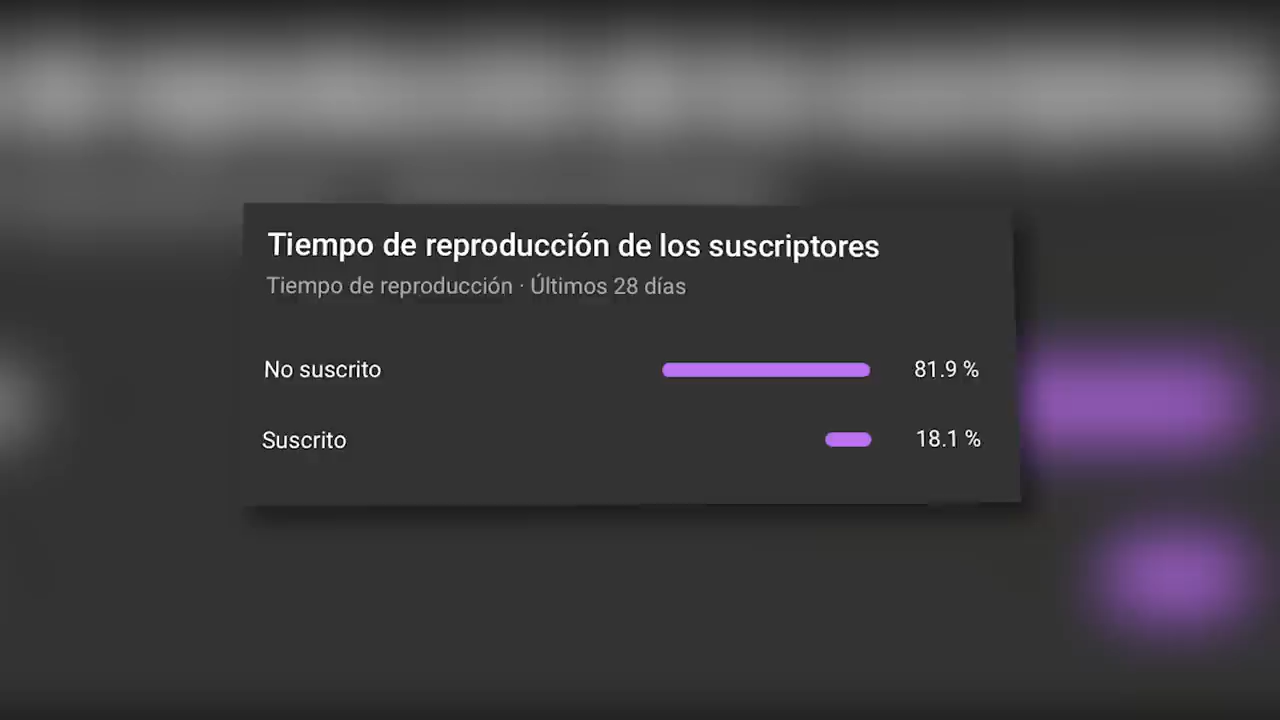 Tiempo de reproducción de los suscriptores
Tiempo de reproducción · Últimos 28 días
No suscrito 81.9 %
Suscrito 18.1 %